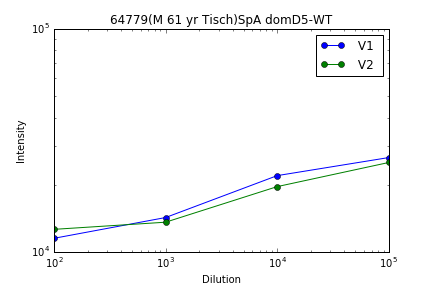 64779(M 61 yr Tisch)SpA domD5-WT
10^5
V1
V2
Intensity
10^4
10^2
10^3
10^4
10^5
Dilution